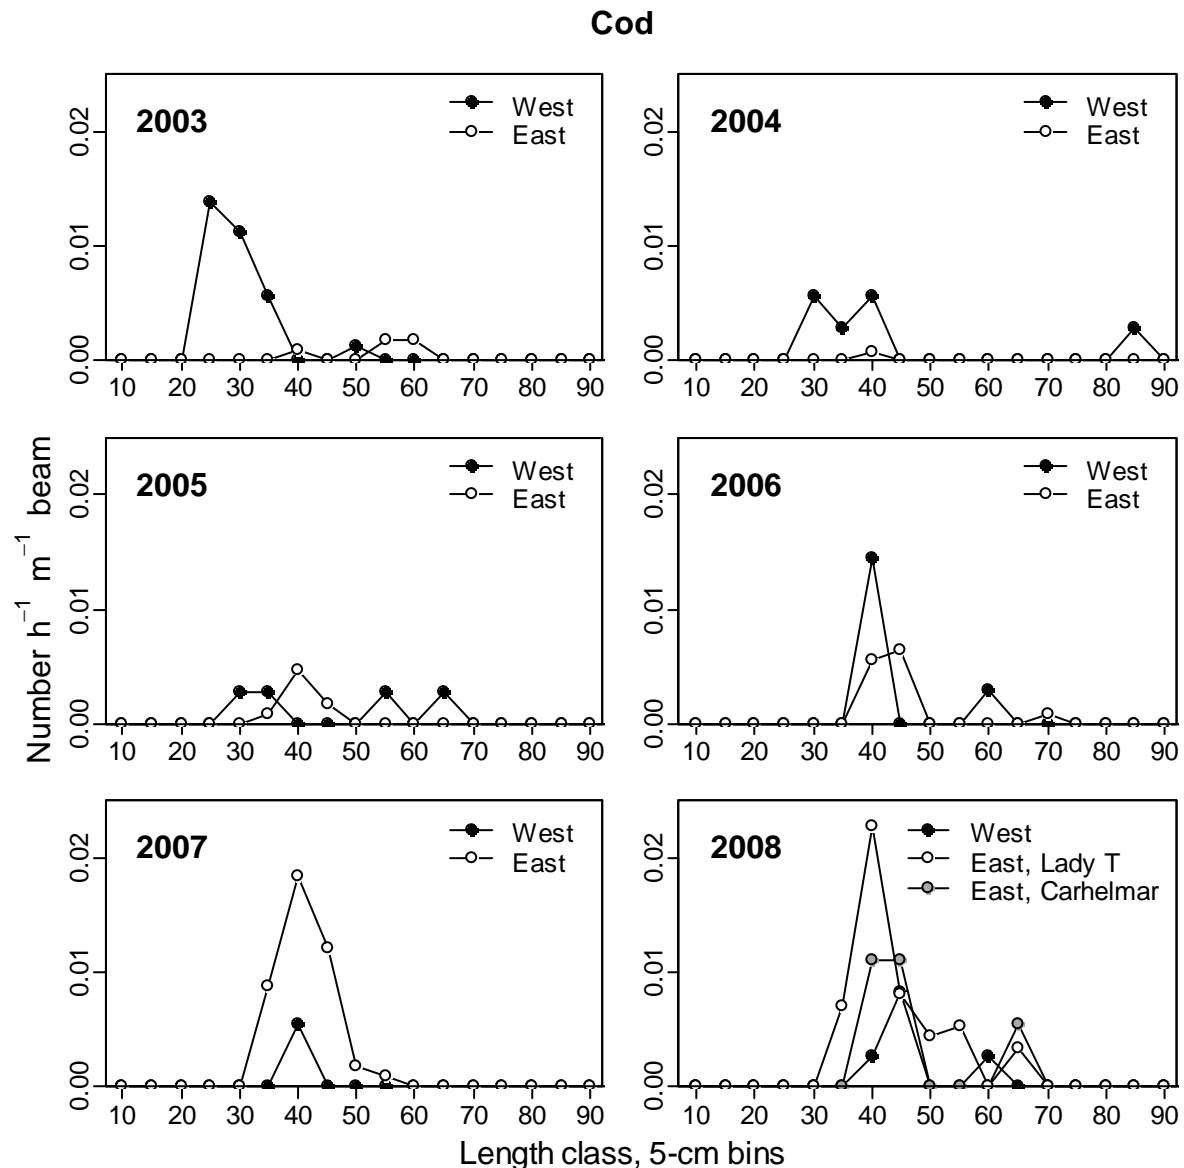 Cod
2003
West
East
0.00 0.01 0.02
10 20 30 40 50 60 70 80 90
2004
West
East
0.00 0.01 0.02
10 20 30 40 50 60 70 80 90
Number h⁻¹ m⁻¹ beam
2005
West
East
0.00 0.01 0.02
10 20 30 40 50 60 70 80 90
2006
West
East
0.00 0.01 0.02
10 20 30 40 50 60 70 80 90
2007
West
East
0.00 0.01 0.02
10 20 30 40 50 60 70 80 90
2008
West
East, Lady T
East, Carhelmar
0.00 0.01 0.02
10 20 30 40 50 60 70 80 90
Length class, 5-cm bins